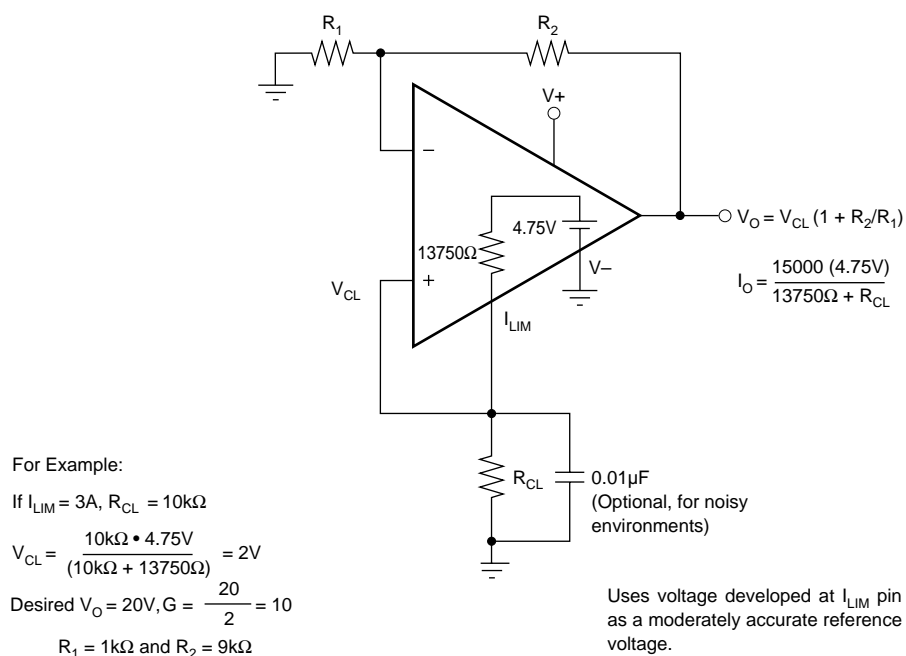 R1
R2
V+
–
4.75V
13750Ω
V–
+
VCL
ILIM
VO = VCL (1 + R2/R1)
IO = 15000 (4.75V) / 13750Ω + RCL
RCL
0.01µF
(Optional, for noisy
environments)
For Example:
If ILIM = 3A, RCL = 10kΩ
VCL = 10kΩ • 4.75V / (10kΩ + 13750Ω) = 2V
Desired VO = 20V, G = 20 / 2 = 10
R1 = 1kΩ and R2 = 9kΩ
Uses voltage developed at ILIM pin
as a moderately accurate reference
voltage.